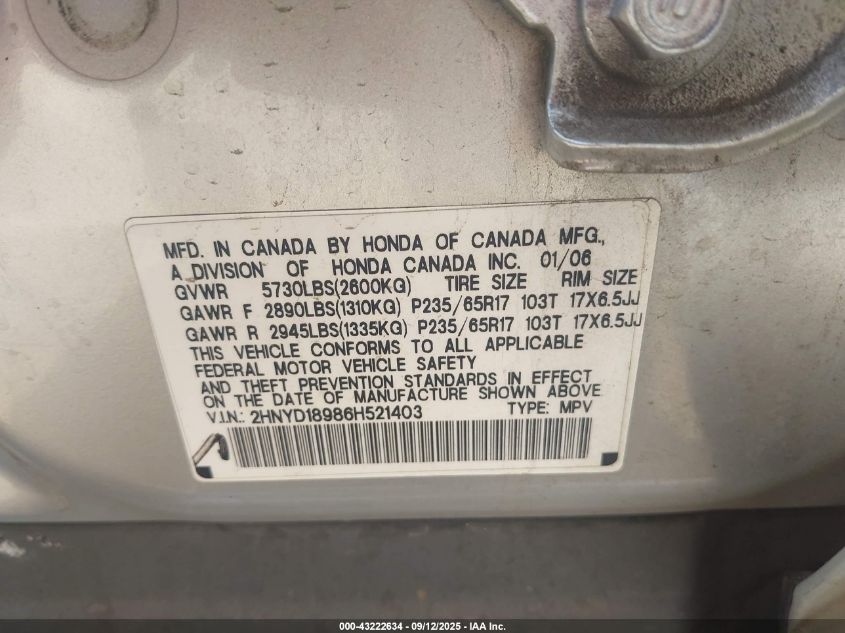 MFD. IN CANADA BY HONDA OF CANADA MFG.,
A DIVISION OF HONDA CANADA INC. 01/06
GVWR 5730LBS(2600KG) TIRE SIZE RIM SIZE
GAWR F 2890LBS(1310KG) P235/65R17 103T 17X6.5JJ
GAWR R 2945LBS(1335KG) P235/65R17 103T 17X6.5JJ
THIS VEHICLE CONFORMS TO ALL APPLICABLE
FEDERAL MOTOR VEHICLE SAFETY
AND THEFT PREVENTION STANDARDS IN EFFECT
ON THE DATE OF MANUFACTURE SHOWN ABOVE
V.I.N.: 2HNYD18986H521403 TYPE: MPV
000-43222634 - 09/12/2025 - IAA Inc.